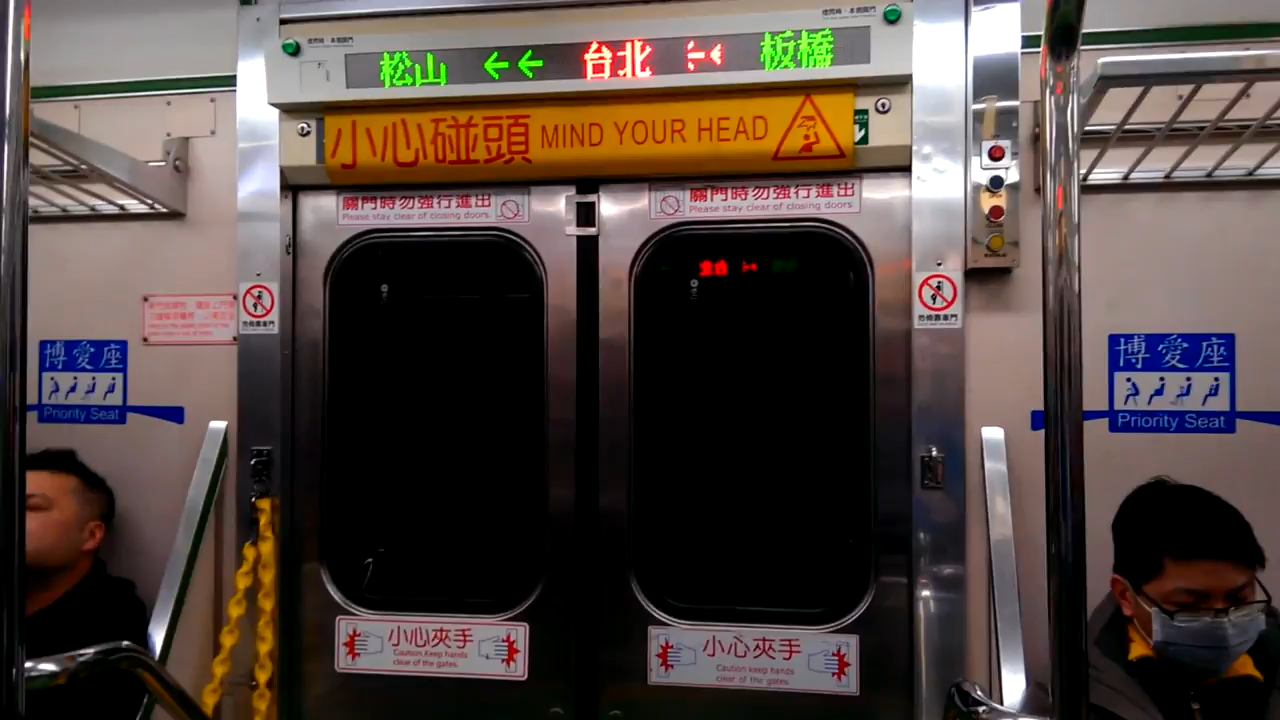 松山 ←← 台北 板橋
小心碰頭 MIND YOUR HEAD
關門時勿強行進出
Please stay clear of closing doors.
關門時勿強行進出
Please stay clear of closing doors
博愛座
Priority Seat
博愛座
Priority Seat
小心夾手
Caution Keep hands
clear of the gates.
小心夾手
Caution keep hands
clear of the gates.